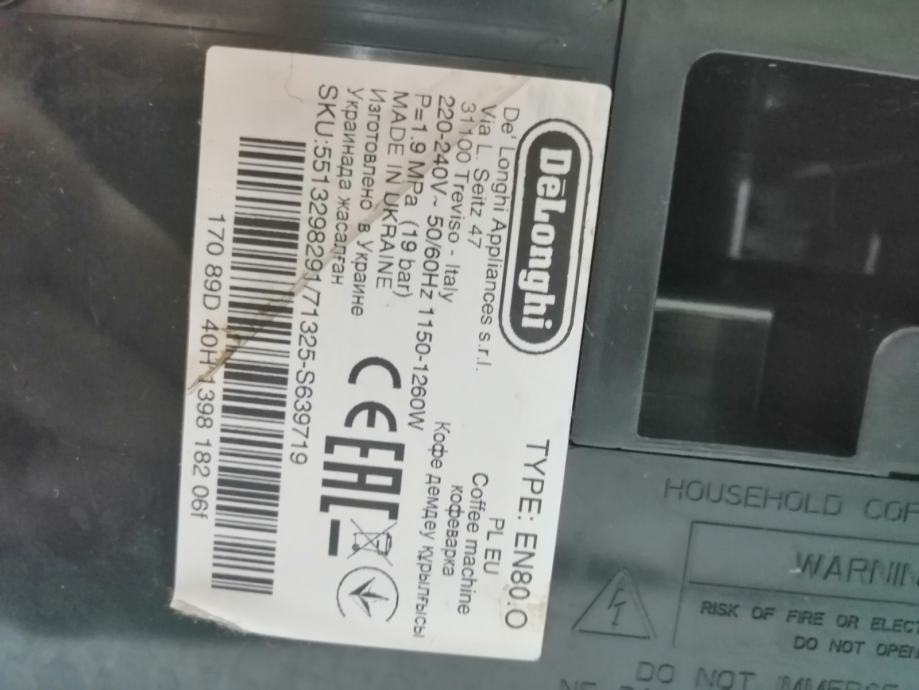 DēLonghi
TYPE: EN80.O
PL EU
De' Longhi Appliances s.r.l.
Via L. Seitz 47
31100 Treviso - Italy
Coffee machine
кофеварка
220-240V~ 50/60Hz 1150-1260W
Кофе демдеу құрылғысы
P=1.9 MPa (19 bar)
MADE IN UKRAINE
Изготовлено в Украине
Украинада жасалған
CE EAC
SKU:5513298291/71325-S639719
170 89D 40H 1398 182 06f
HOUSEHOLD
WARNIN
RISK OF FIRE OR ELECT
DO NOT OPEN
DO NOT IMMERSE